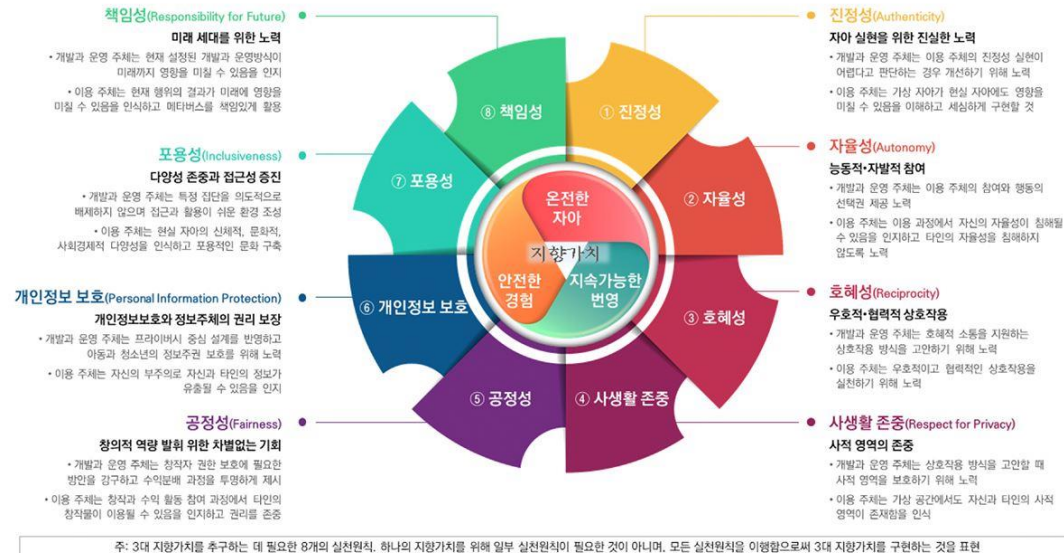 책임성(Responsibility for Future)
미래 세대를 위한 노력
• 개발과 운영 주체는 현재 설정된 개발과 운영방식이
미래까지 영향을 미칠 수 있음을 인지
• 이용 주체는 현재 행위의 결과가 미래에 영향을
미칠 수 있음을 인식하고 메타버스를 책임있게 활용
포용성(Inclusiveness)
다양성 존중과 접근성 증진
• 개발과 운영 주체는 특정 집단을 의도적으로
배제하지 않으며 접근과 활용이 쉬운 환경 조성
• 이용 주체는 현실 자아의 신체적, 문화적,
사회경제적 다양성을 인식하고 포용적인 문화 구축
개인정보 보호(Personal Information Protection)
개인정보보호와 정보주체의 권리 보장
• 개발과 운영 주체는 프라이버시 중심 설계를 반영하고
아동과 청소년의 정보주권 보호를 위해 노력
• 이용 주체는 자신의 부주의로 자신과 타인의 정보가
유출될 수 있음을 인지
공정성(Fairness)
창의적 역량 발휘 위한 차별없는 기회
• 개발과 운영 주체는 창작자 권한 보호에 필요한
방안을 강구하고 수익분배 과정을 투명하게 제시
• 이용 주체는 창작과 수익 활동 참여 과정에서 타인의
창작물이 이용될 수 있음을 인지하고 권리를 존중
⑧ 책임성
① 진정성
⑦ 포용성
② 자율성
⑥ 개인정보 보호
③ 호혜성
⑤ 공정성
④ 사생활 존중
온전한
자아
지향가치
안전한
경험
지속가능한
번영
진정성(Authenticity)
자아 실현을 위한 진실한 노력
• 개발과 운영 주체는 이용 주체의 진정성 실현이
어렵다고 판단하는 경우 개선하기 위해 노력
• 이용 주체는 가상 자아가 현실 자아에도 영향을
미칠 수 있음을 이해하고 세심하게 구현할 것
자율성(Autonomy)
능동적·자발적 참여
• 개발과 운영 주체는 이용 주체의 참여와 행동의
선택권 제공 노력
• 이용 주체는 이용 과정에서 자신의 자율성이 침해될
수 있음을 인지하고 타인의 자율성을 침해하지
않도록 노력
호혜성(Reciprocity)
우호적·협력적 상호작용
• 개발과 운영 주체는 호혜적 소통을 지원하는
상호작용 방식을 고안하기 위해 노력
• 이용 주체는 우호적이고 협력적인 상호작용을
실천하기 위해 노력
사생활 존중(Respect for Privacy)
사적 영역의 존중
• 개발과 운영 주체는 상호작용 방식을 고안할 때
사적 영역을 보호하기 위해 노력
• 이용 주체는 가상 공간에서도 자신과 타인의 사적
영역이 존재함을 인식
주: 3대 지향가치를 추구하는 데 필요한 8개의 실천원칙. 하나의 지향가치를 위해 일부 실천원칙이 필요한 것이 아니며, 모든 실천원칙을 이행함으로써 3대 지향가치를 구현하는 것을 표현